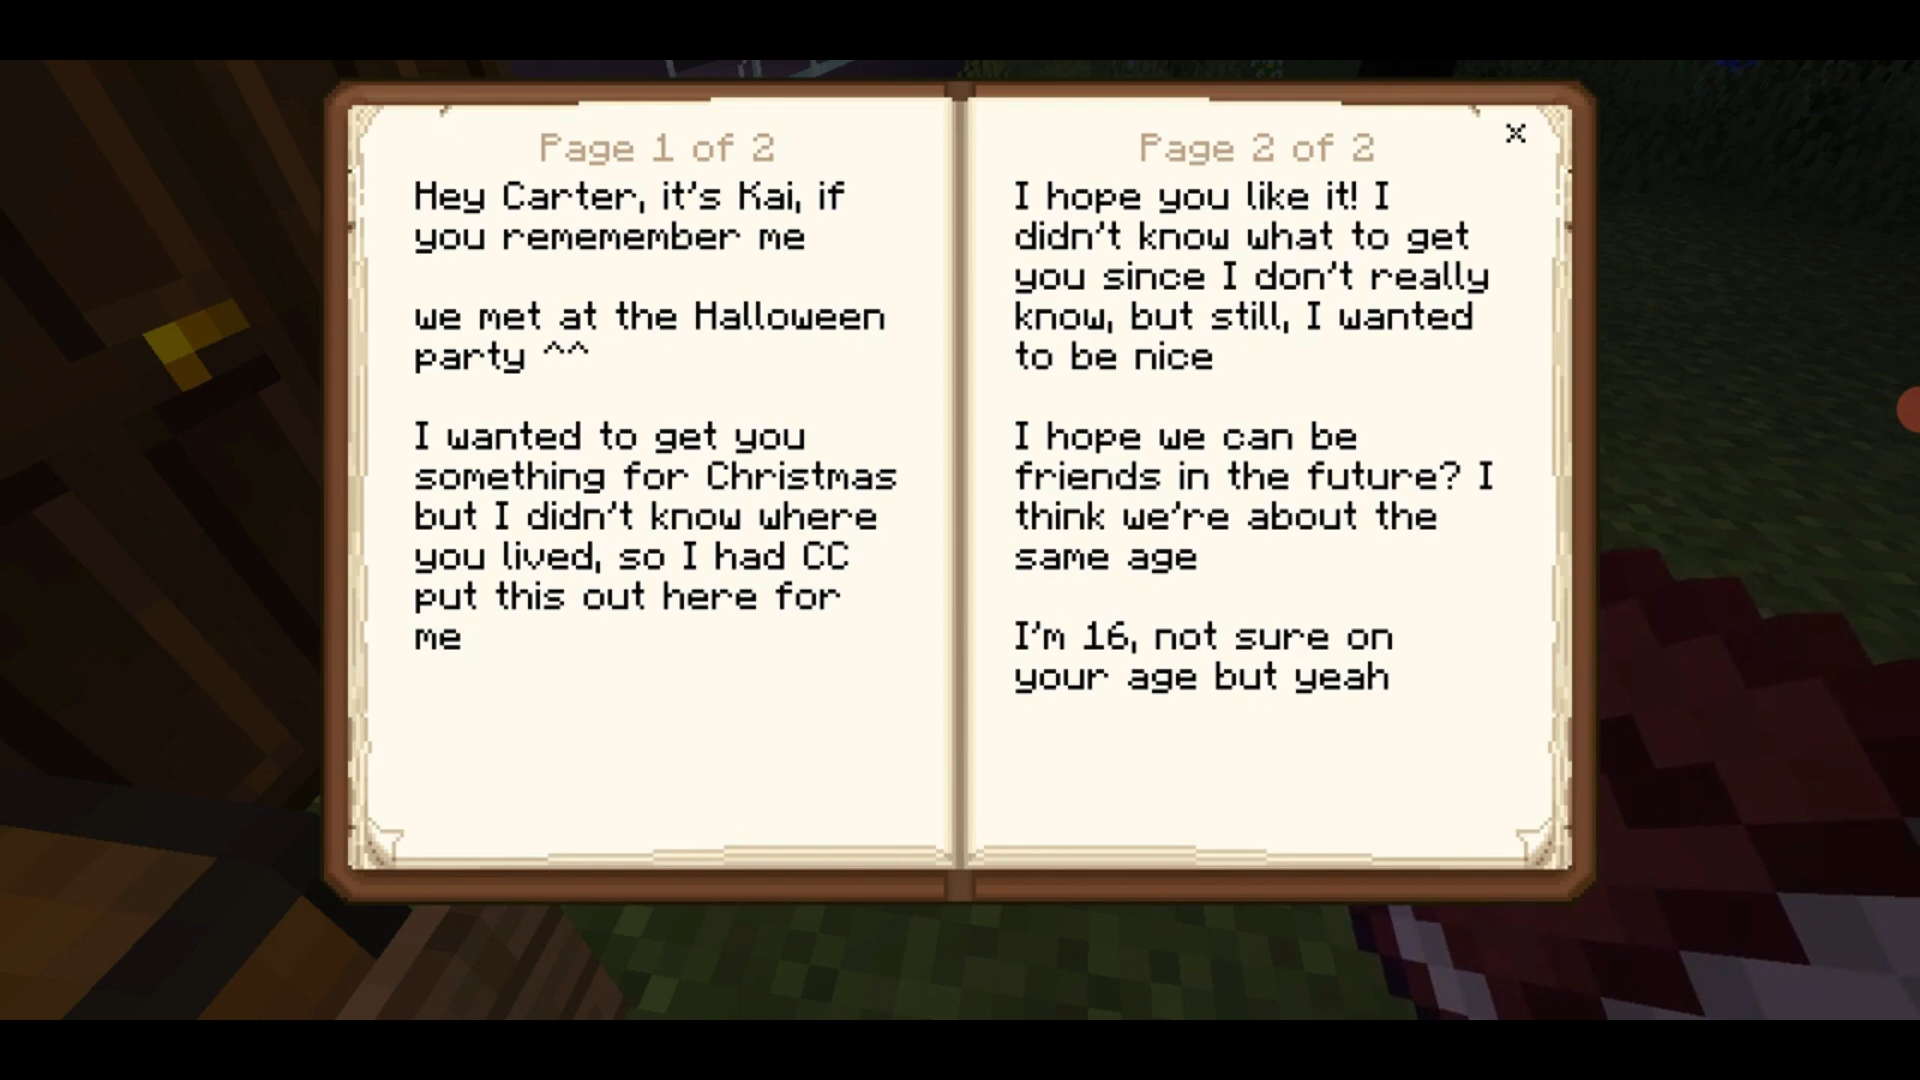 Page 1 of 2
Hey Carter, it's Kai, if
you rememember me
we met at the Halloween
party ^^
I wanted to get you
something for Christmas
but I didn't know where
you lived, so I had CC
put this out here for
me
Page 2 of 2
I hope you like it! I
didn't know what to get
you since I don't really
know, but still, I wanted
to be nice
I hope we can be
friends in the future? I
think we're about the
same age
I'm 16, not sure on
your age but yeah